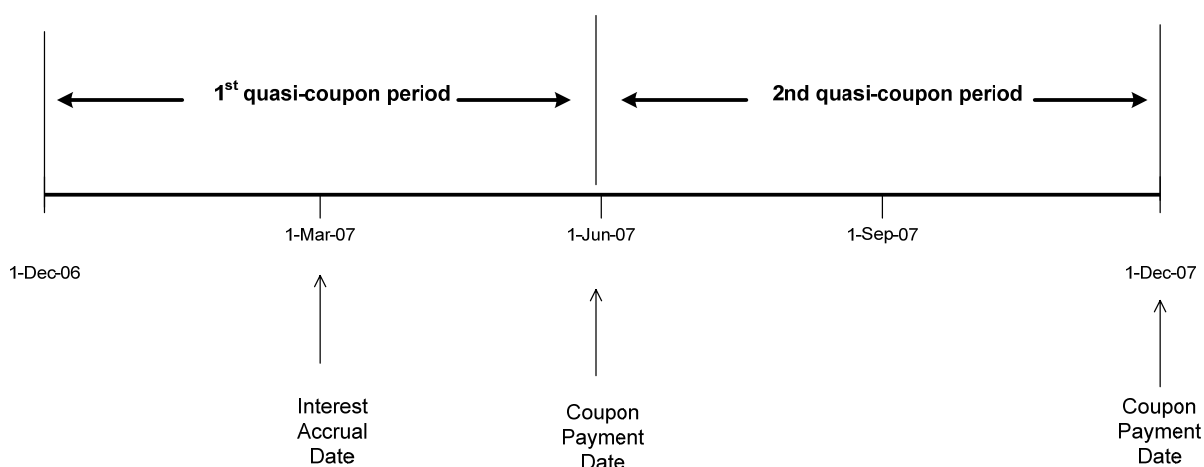 1st quasi-coupon period
2nd quasi-coupon period
1-Mar-07
1-Jun-07
1-Sep-07
1-Dec-06
1-Dec-07
Interest
Accrual
Date
Coupon
Payment
Date
Coupon
Payment
Date